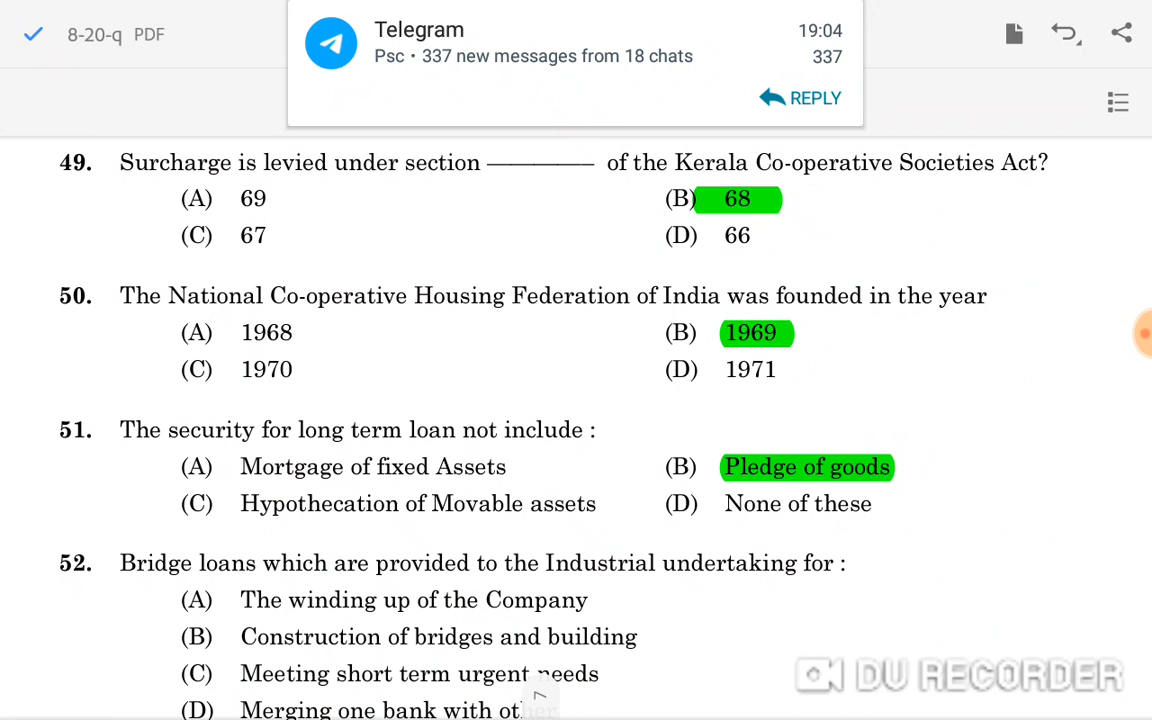 8-20-q PDF
Telegram 19:04
Psc • 337 new messages from 18 chats 337
REPLY
49. Surcharge is levied under section ———— of the Kerala Co-operative Societies Act?
(A) 69 (B) 68
(C) 67 (D) 66
50. The National Co-operative Housing Federation of India was founded in the year
(A) 1968 (B) 1969
(C) 1970 (D) 1971
51. The security for long term loan not include :
(A) Mortgage of fixed Assets (B) Pledge of goods
(C) Hypothecation of Movable assets (D) None of these
52. Bridge loans which are provided to the Industrial undertaking for :
(A) The winding up of the Company
(B) Construction of bridges and building
(C) Meeting short term urgent needs
(D) Merging one bank with other
7
DU RECORDER